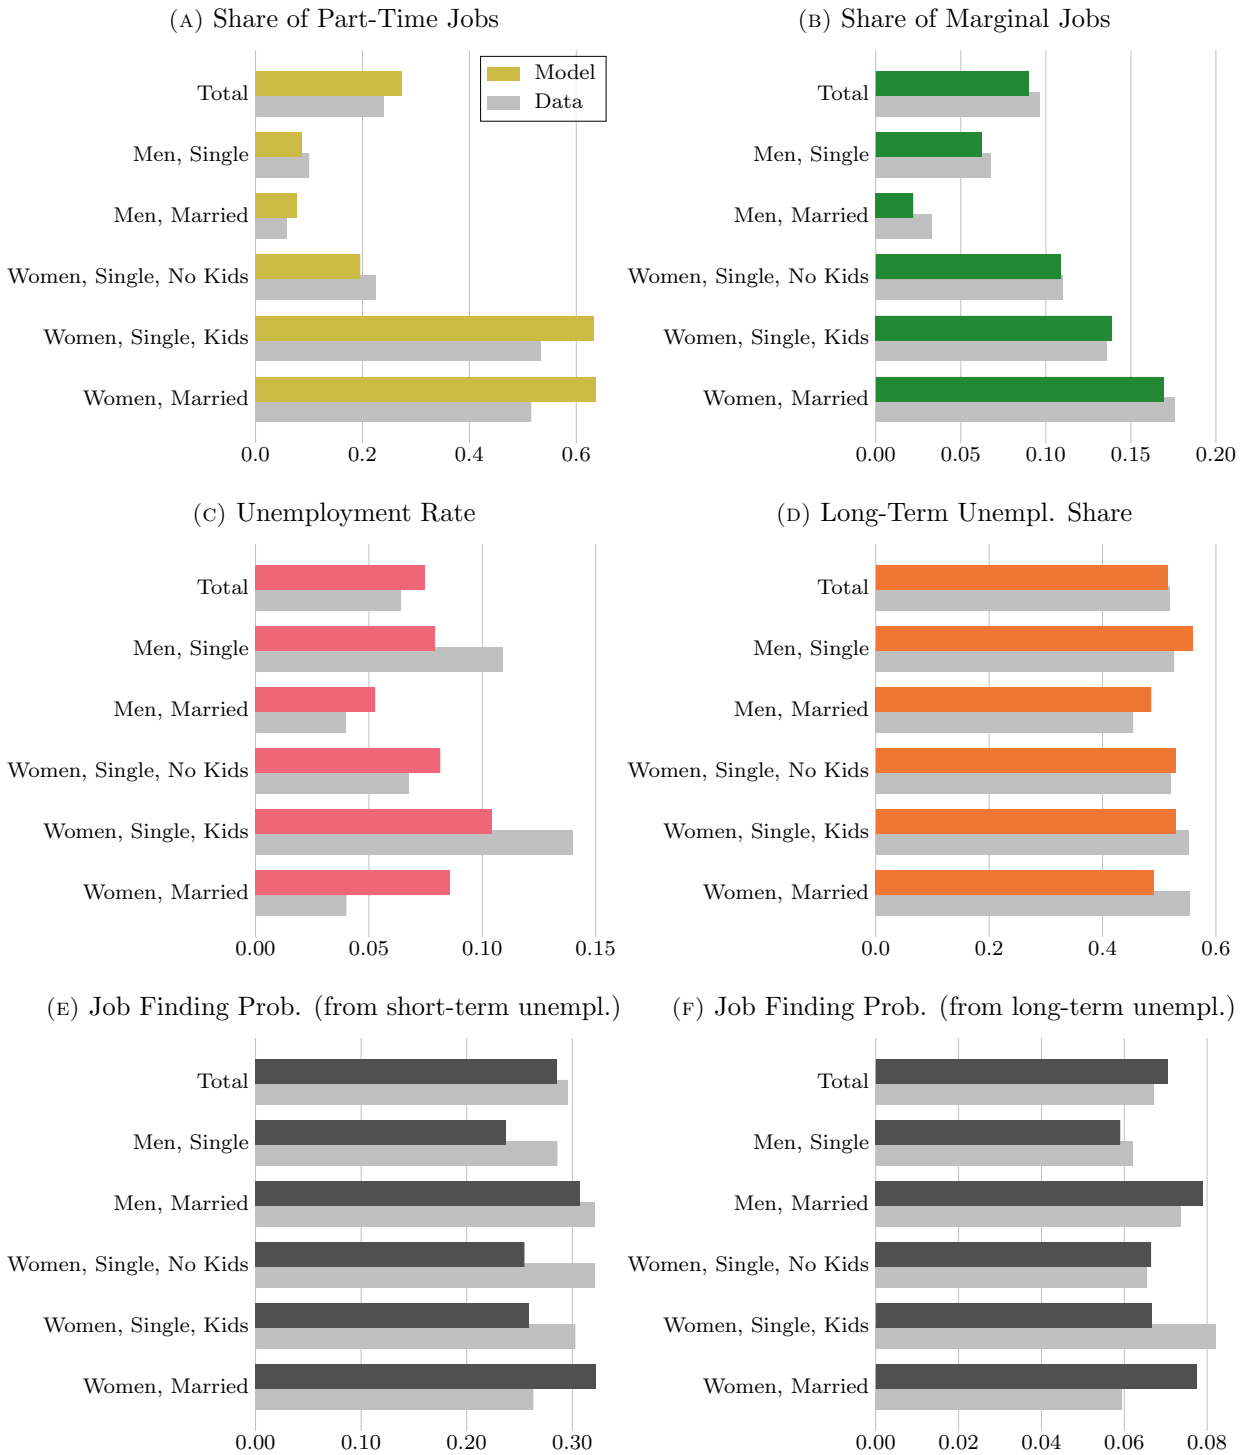 (A) Share of Part-Time Jobs
Model
Data
Total
Men, Single
Men, Married
Women, Single, No Kids
Women, Single, Kids
Women, Married
0.0 0.2 0.4 0.6
(B) Share of Marginal Jobs
Total
Men, Single
Men, Married
Women, Single, No Kids
Women, Single, Kids
Women, Married
0.00 0.05 0.10 0.15 0.20
(C) Unemployment Rate
Total
Men, Single
Men, Married
Women, Single, No Kids
Women, Single, Kids
Women, Married
0.00 0.05 0.10 0.15
(D) Long-Term Unempl. Share
Total
Men, Single
Men, Married
Women, Single, No Kids
Women, Single, Kids
Women, Married
0.0 0.2 0.4 0.6
(E) Job Finding Prob. (from short-term unempl.)
Total
Men, Single
Men, Married
Women, Single, No Kids
Women, Single, Kids
Women, Married
0.00 0.10 0.20 0.30
(F) Job Finding Prob. (from long-term unempl.)
Total
Men, Single
Men, Married
Women, Single, No Kids
Women, Single, Kids
Women, Married
0.00 0.02 0.04 0.06 0.08